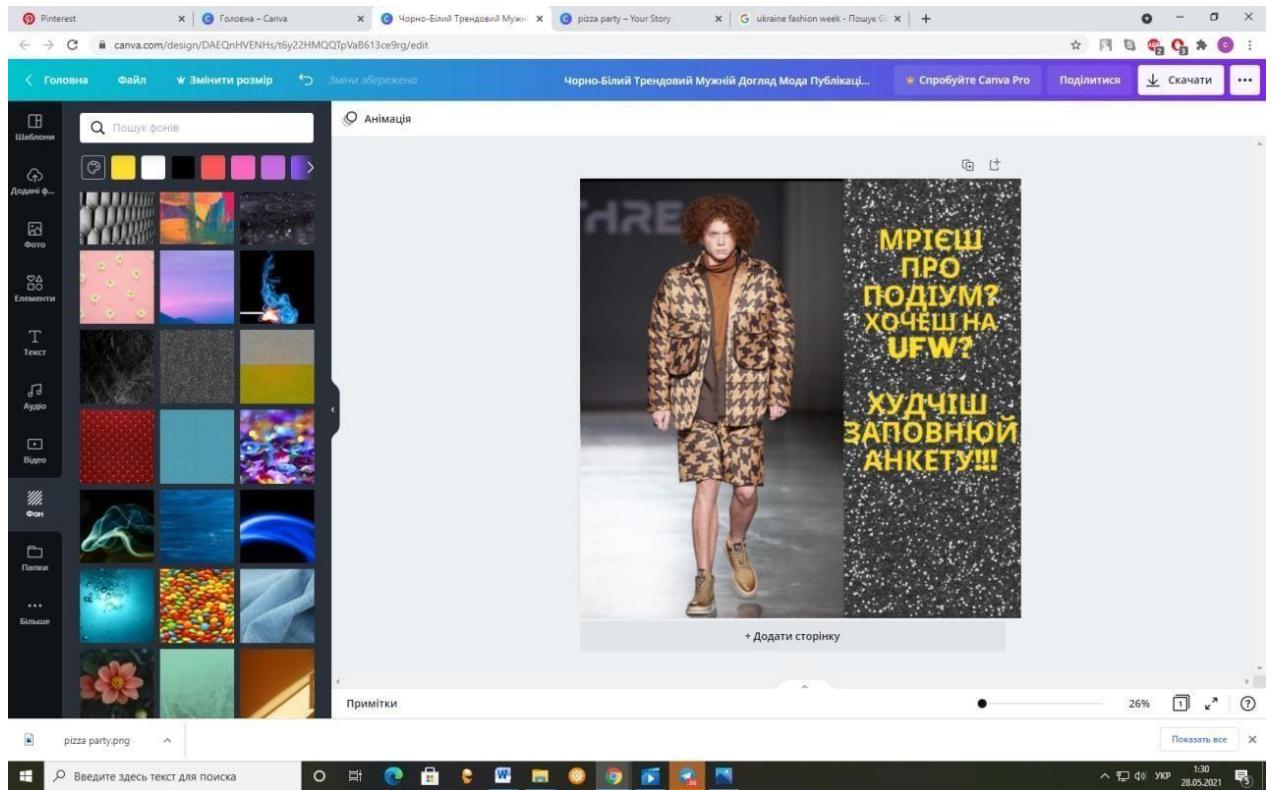 Pinterest
Головна – Canva
Чорно-Білий Трендовий Мужн
pizza party – Your Story
ukraine fashion week - Пошук G
canva.com/design/DAEQnHVENHs/t6y22HMQQTpVaB613ce9rg/edit
Головна
Файл
Змінити розмір
Зміни збережено
Чорно-Білий Трендовий Мужній Догляд Мода Публікаці...
Спробуйте Canva Pro
Поділитися
Скачати
Шаблони
Додані ф...
Фото
Елементи
Текст
Аудіо
Відео
Фон
Папки
Більше
Пошук фонів
Анімація
THRE
МРІЄШ
ПРО
ПОДІУМ?
ХОЧЕШ НА
UFW?
ХУДЧІШ
ЗАПОВНЮЙ
АНКЕТУ!!!
+ Додати сторінку
Примітки
26%
1
pizza party.png
Показать все
Введите здесь текст для поиска
УКР
1:30
28.05.2021